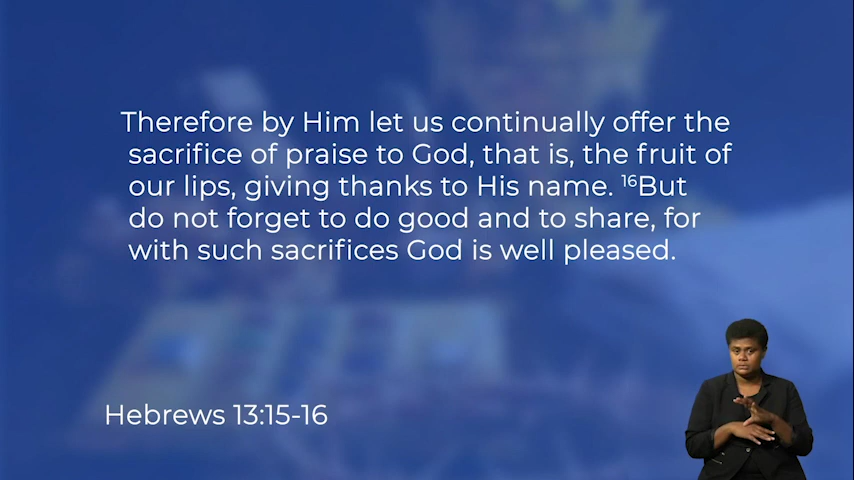 Therefore by Him let us continually offer the
sacrifice of praise to God, that is, the fruit of
our lips, giving thanks to His name. ¹⁶But
do not forget to do good and to share, for
with such sacrifices God is well pleased.
Hebrews 13:15-16